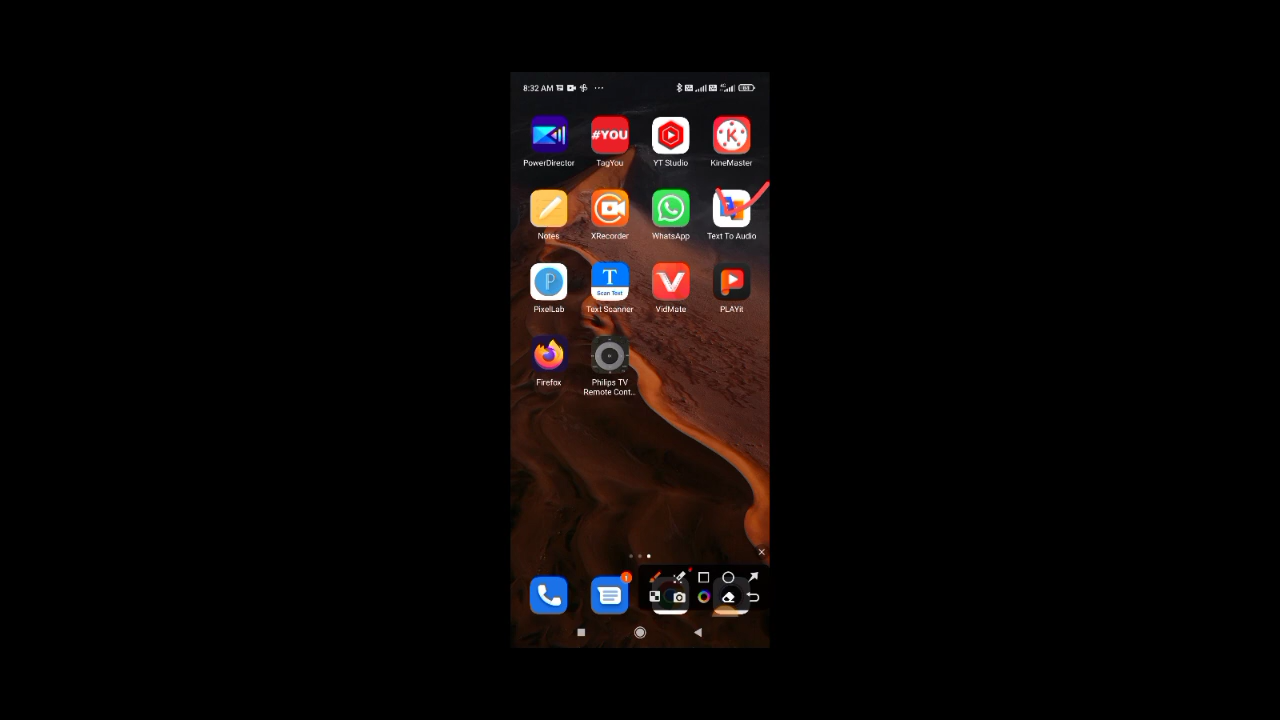 8:32 AM
#YOU
K
PowerDirector TagYou YT Studio KineMaster
Notes XRecorder WhatsApp Text To Audio
P
T
Scan Text
PixelLab Text Scanner VidMate PLAYit
Firefox Philips TV
Remote Cont..